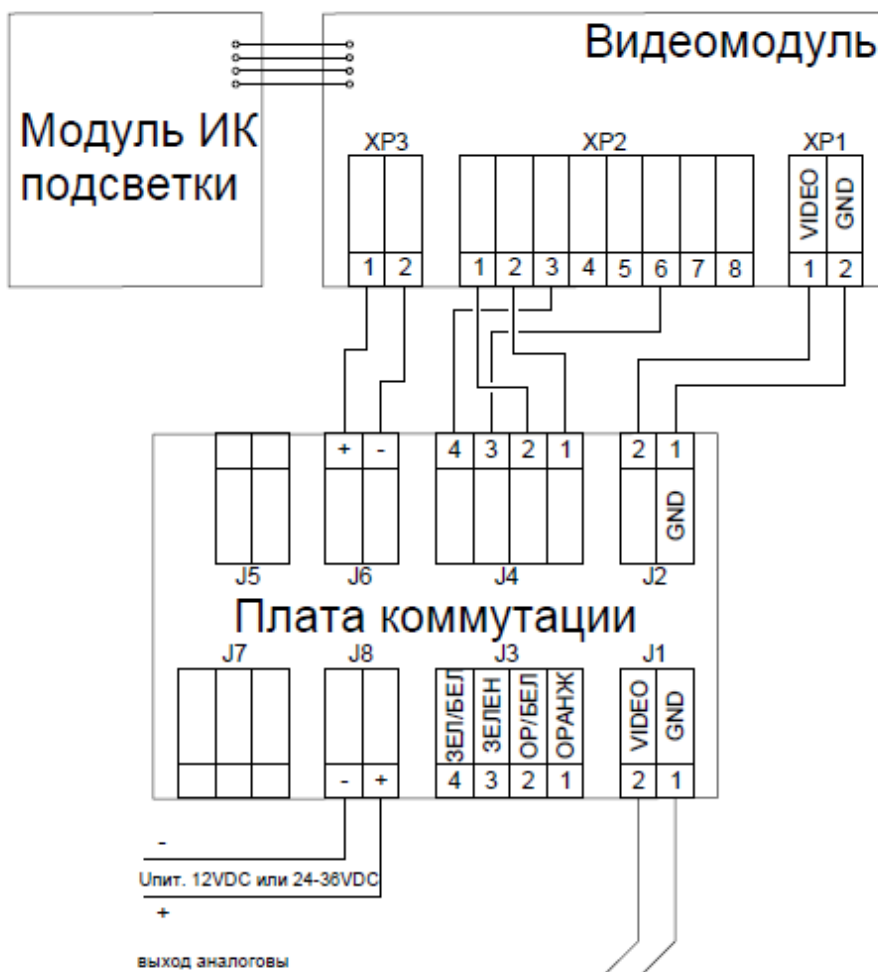 Видеомодуль
Модуль ИК
подсветки
XP3
XP2
XP1
VIDEO
GND
1 2
1 2 3 4 5 6 7 8
1 2
+ -
4 3 2 1
2 1
GND
J5
J6
J4
J2
Плата коммутации
J7
J8
J3
J1
ЗЕЛ/БЕЛ
ЗЕЛЕН
ОР/БЕЛ
ОРАНЖ
VIDEO
GND
- +
4 3 2 1
2 1
-
Uпит. 12VDC или 24-36VDC
+
выход аналоговы